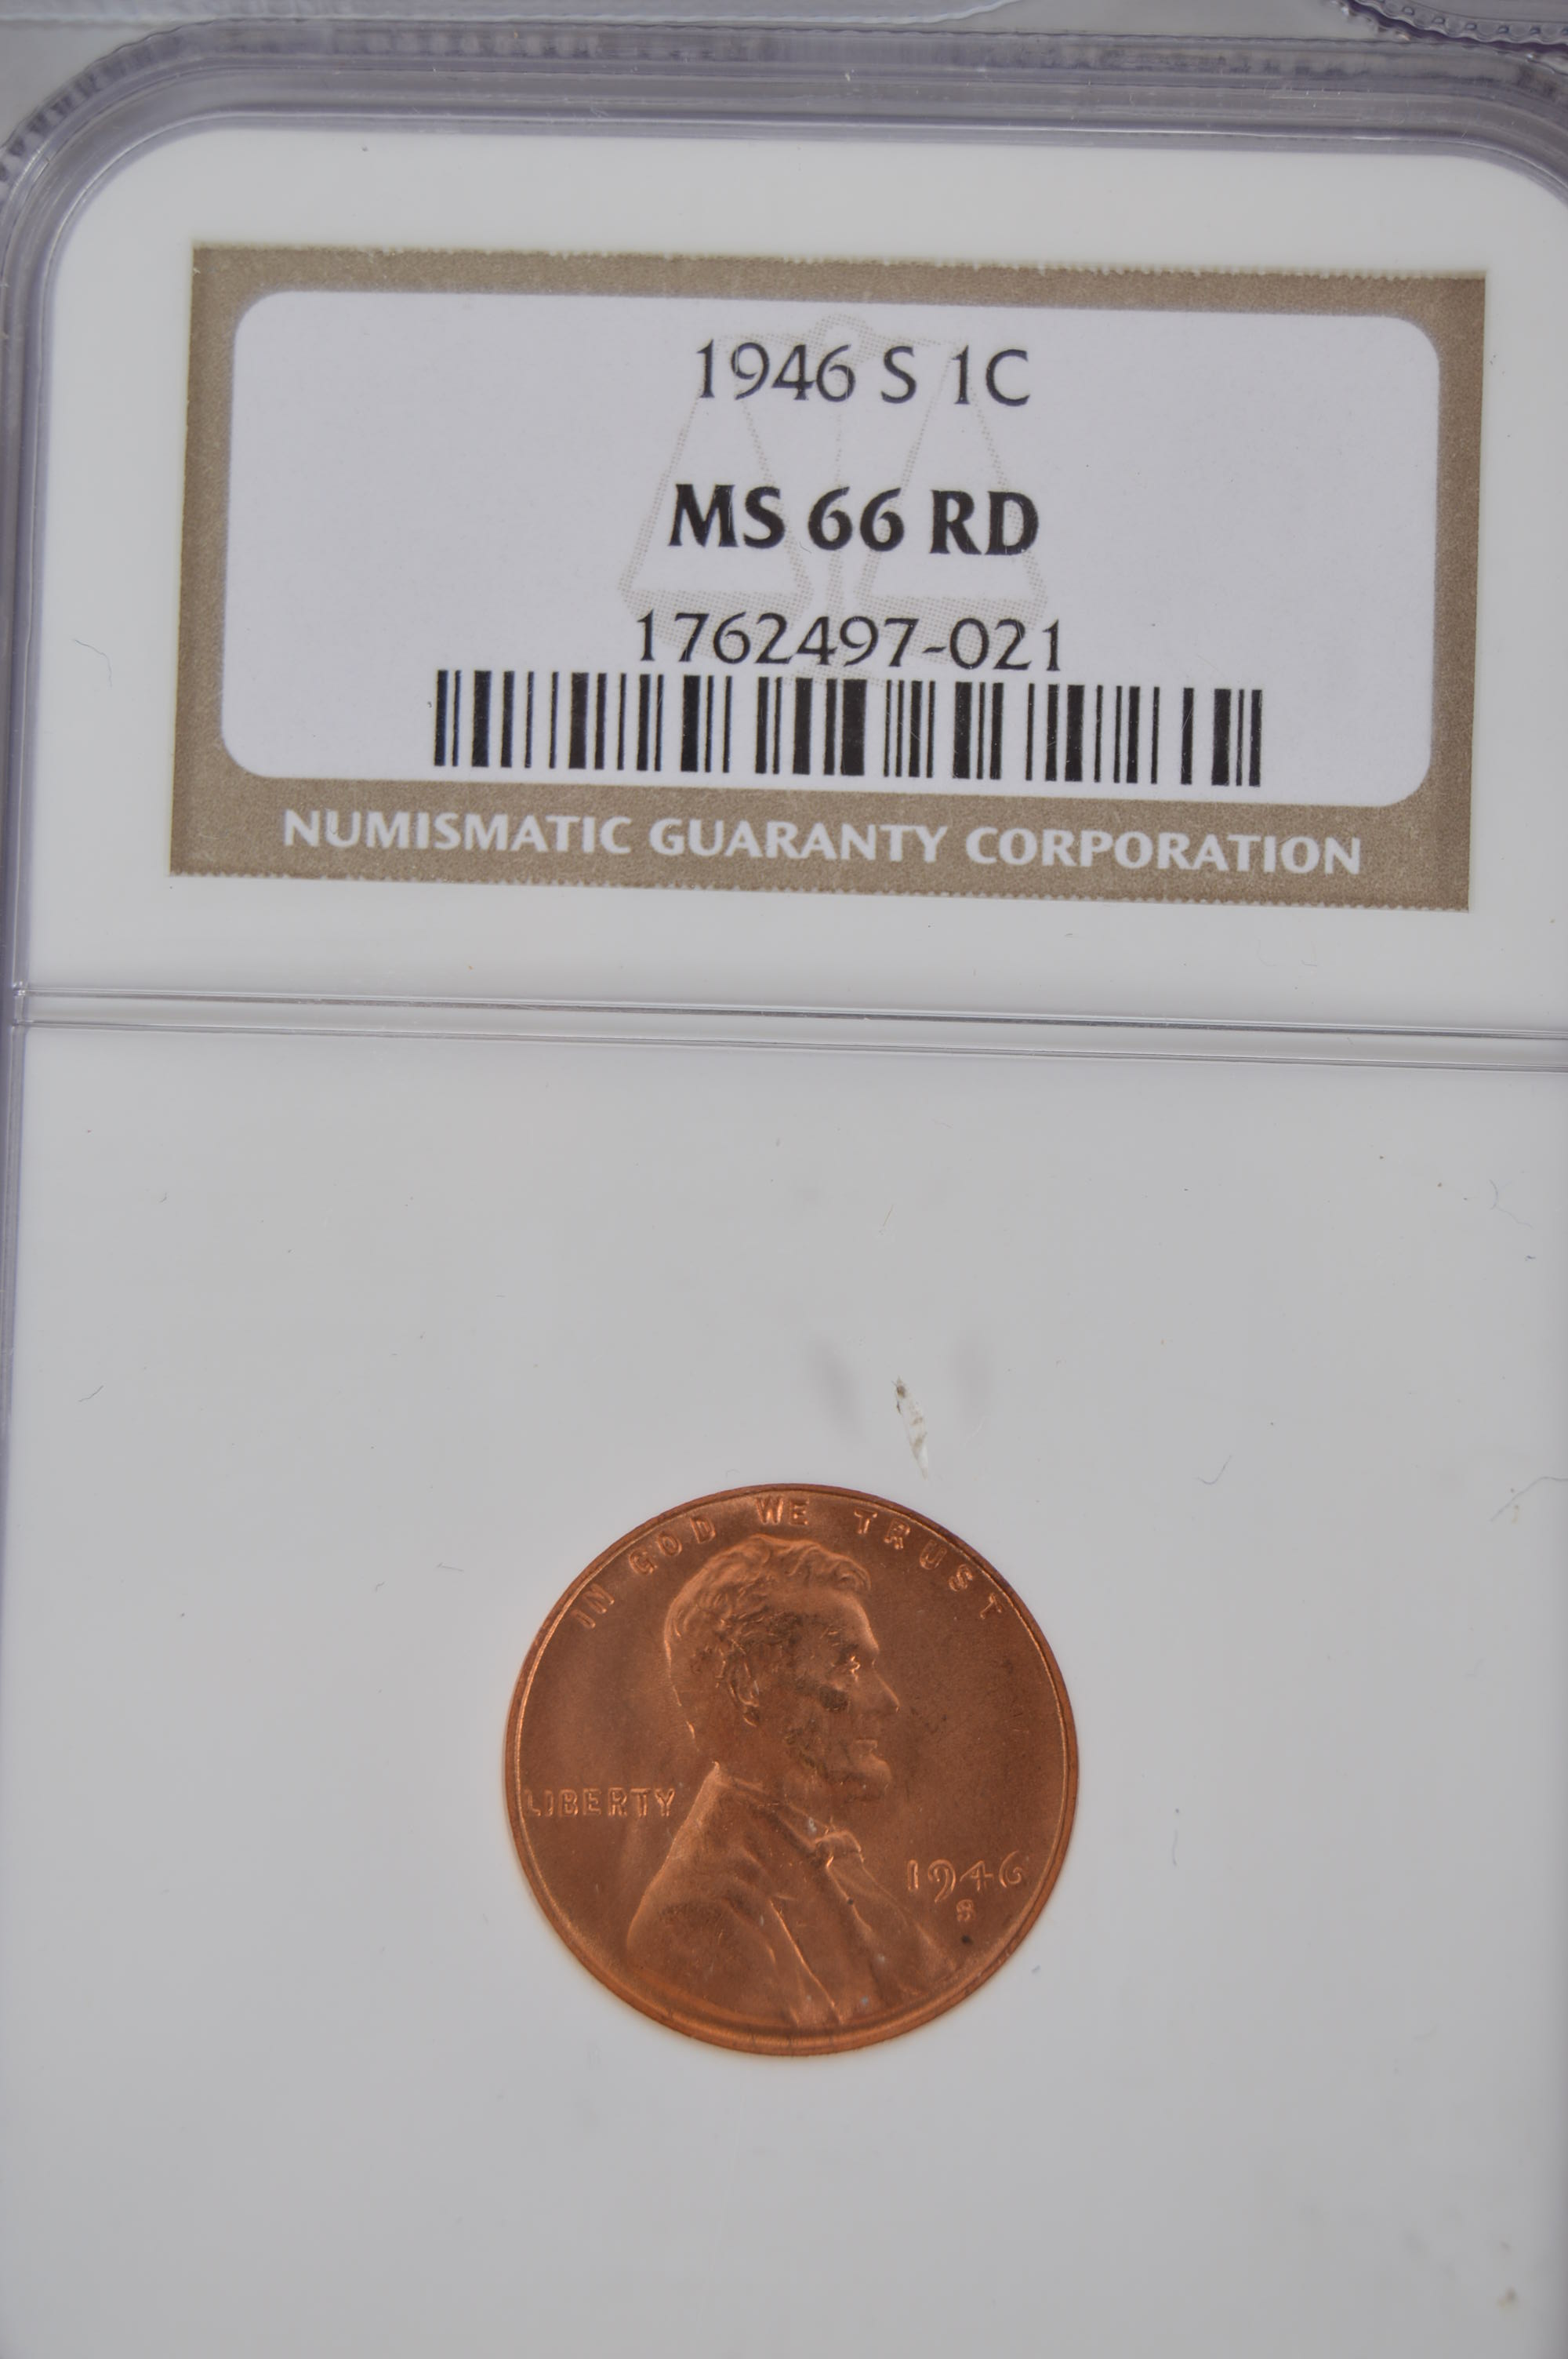 1946 S 1C
MS 66 RD
1762497-021
NUMISMATIC GUARANTY CORPORATION
IN GOD WE TRUST
LIBERTY
1946
S